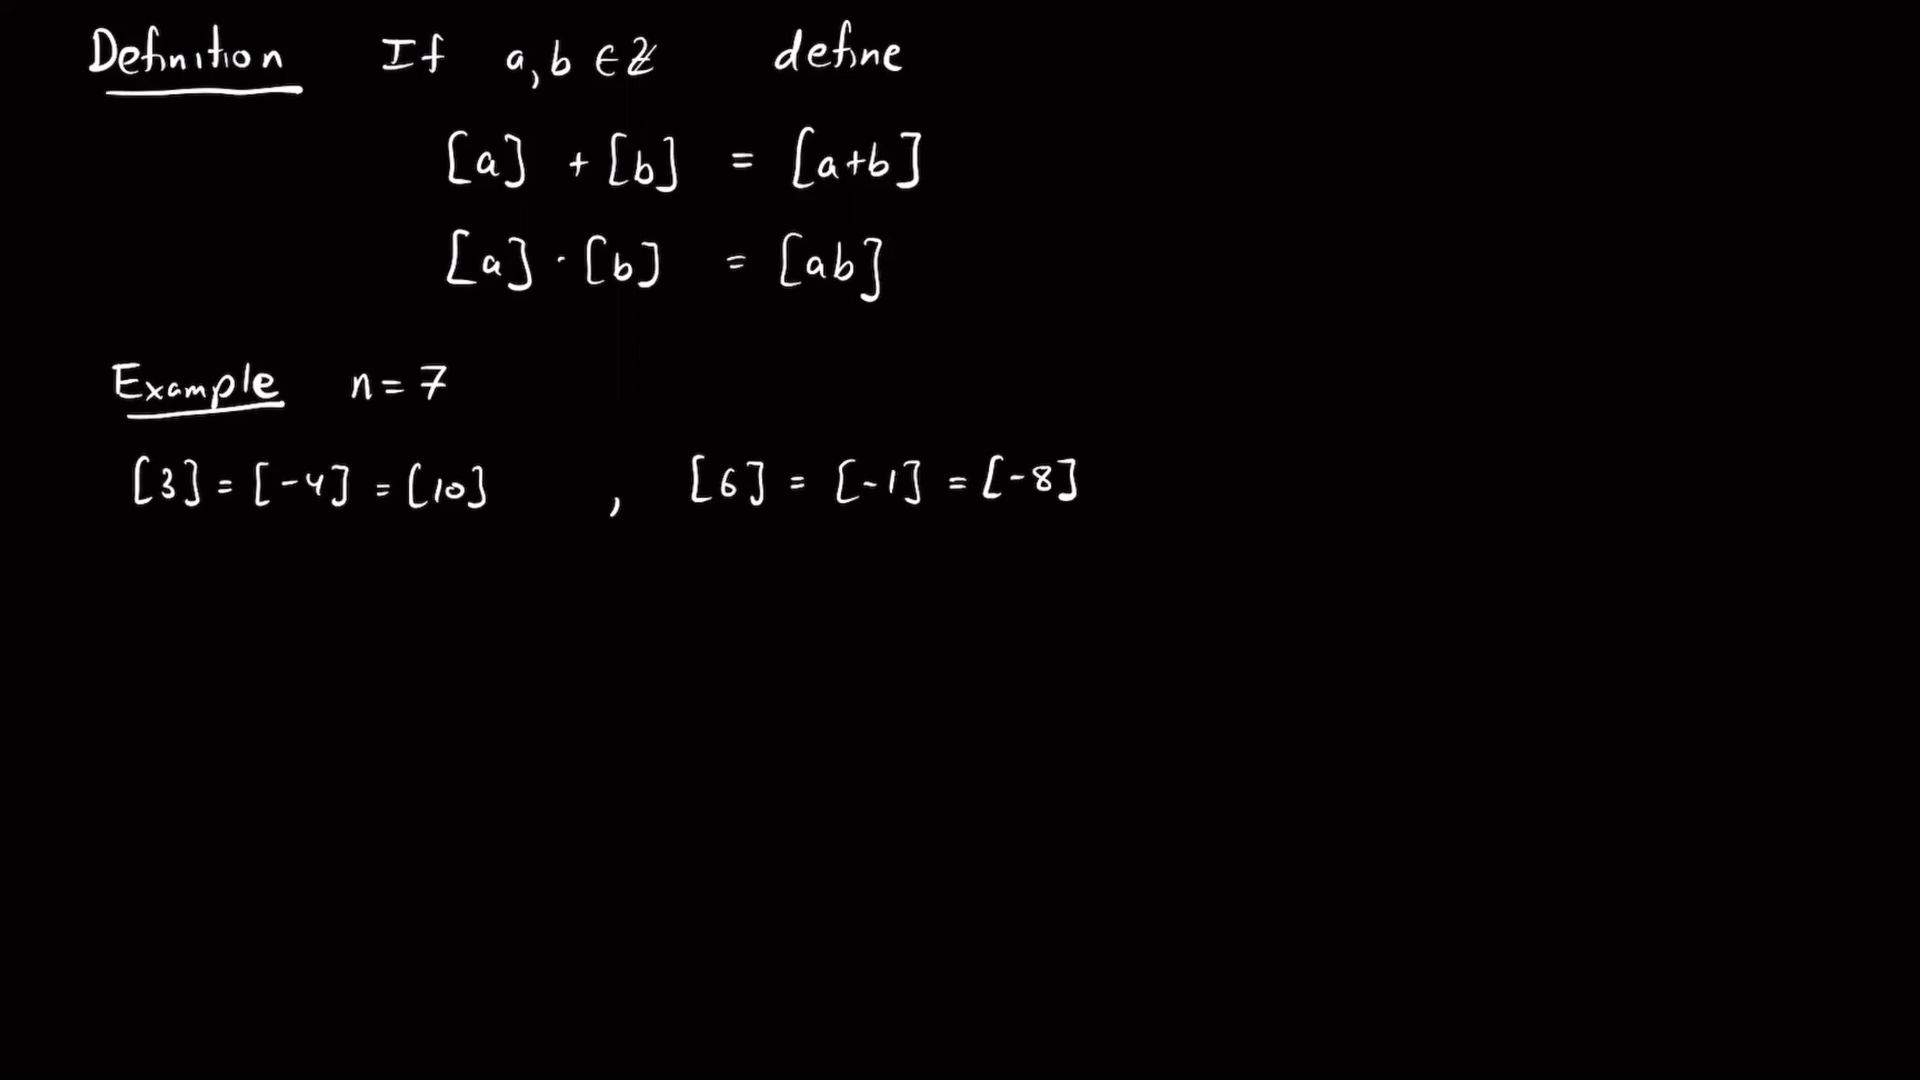 Definition If a, b ∈ ℤ define
[a] + [b] = [a+b]
[a] · [b] = [ab]
Example n = 7
[3] = [-4] = [10] , [6] = [-1] = [-8]